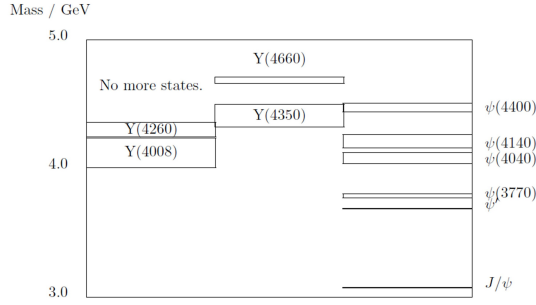 Mass / GeV
5.0
Y(4660)
No more states.
Y(4350)
ψ(4400)
Y(4260)
ψ(4140)
Y(4008)
ψ(4040)
4.0
ψ(3770)
ψ′
J/ψ
3.0